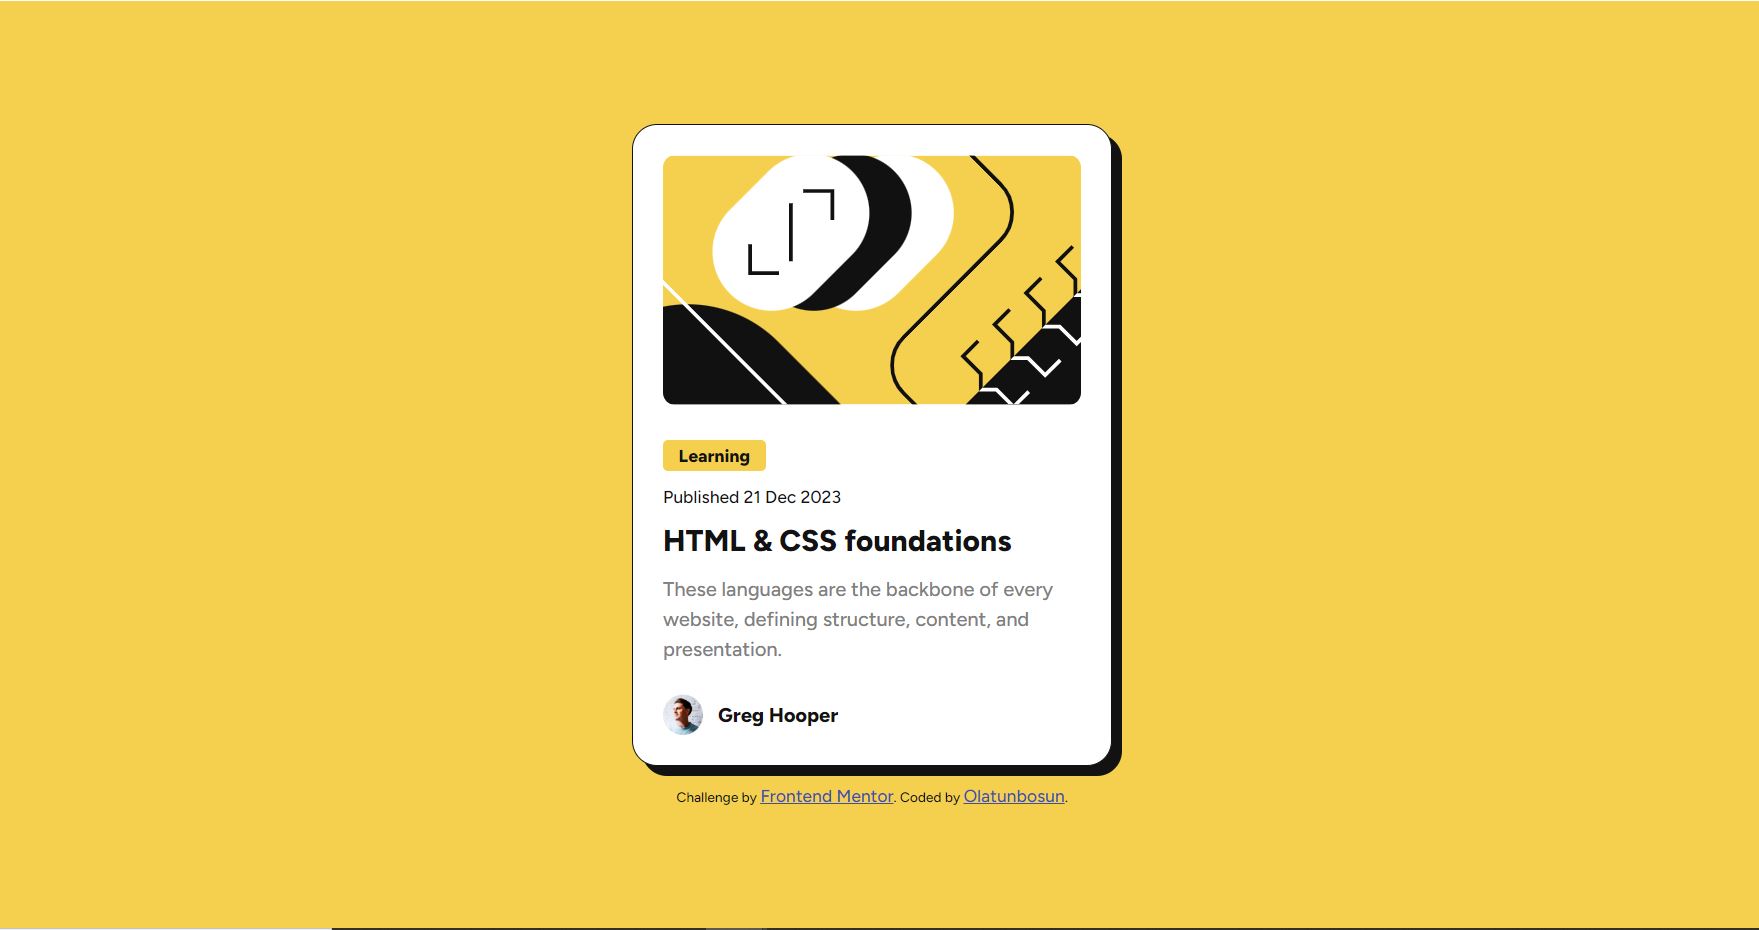 Learning
Published 21 Dec 2023
HTML & CSS foundations
These languages are the backbone of every
website, defining structure, content, and
presentation.
Greg Hooper
Challenge by Frontend Mentor. Coded by Olatunbosun.